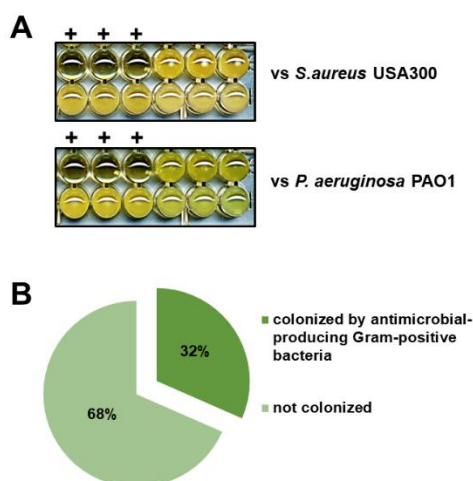 A
+ + +
vs S.aureus USA300
+ + +
vs P. aeruginosa PAO1
B
32%
68%
colonized by antimicrobial-
producing Gram-positive
bacteria
not colonized